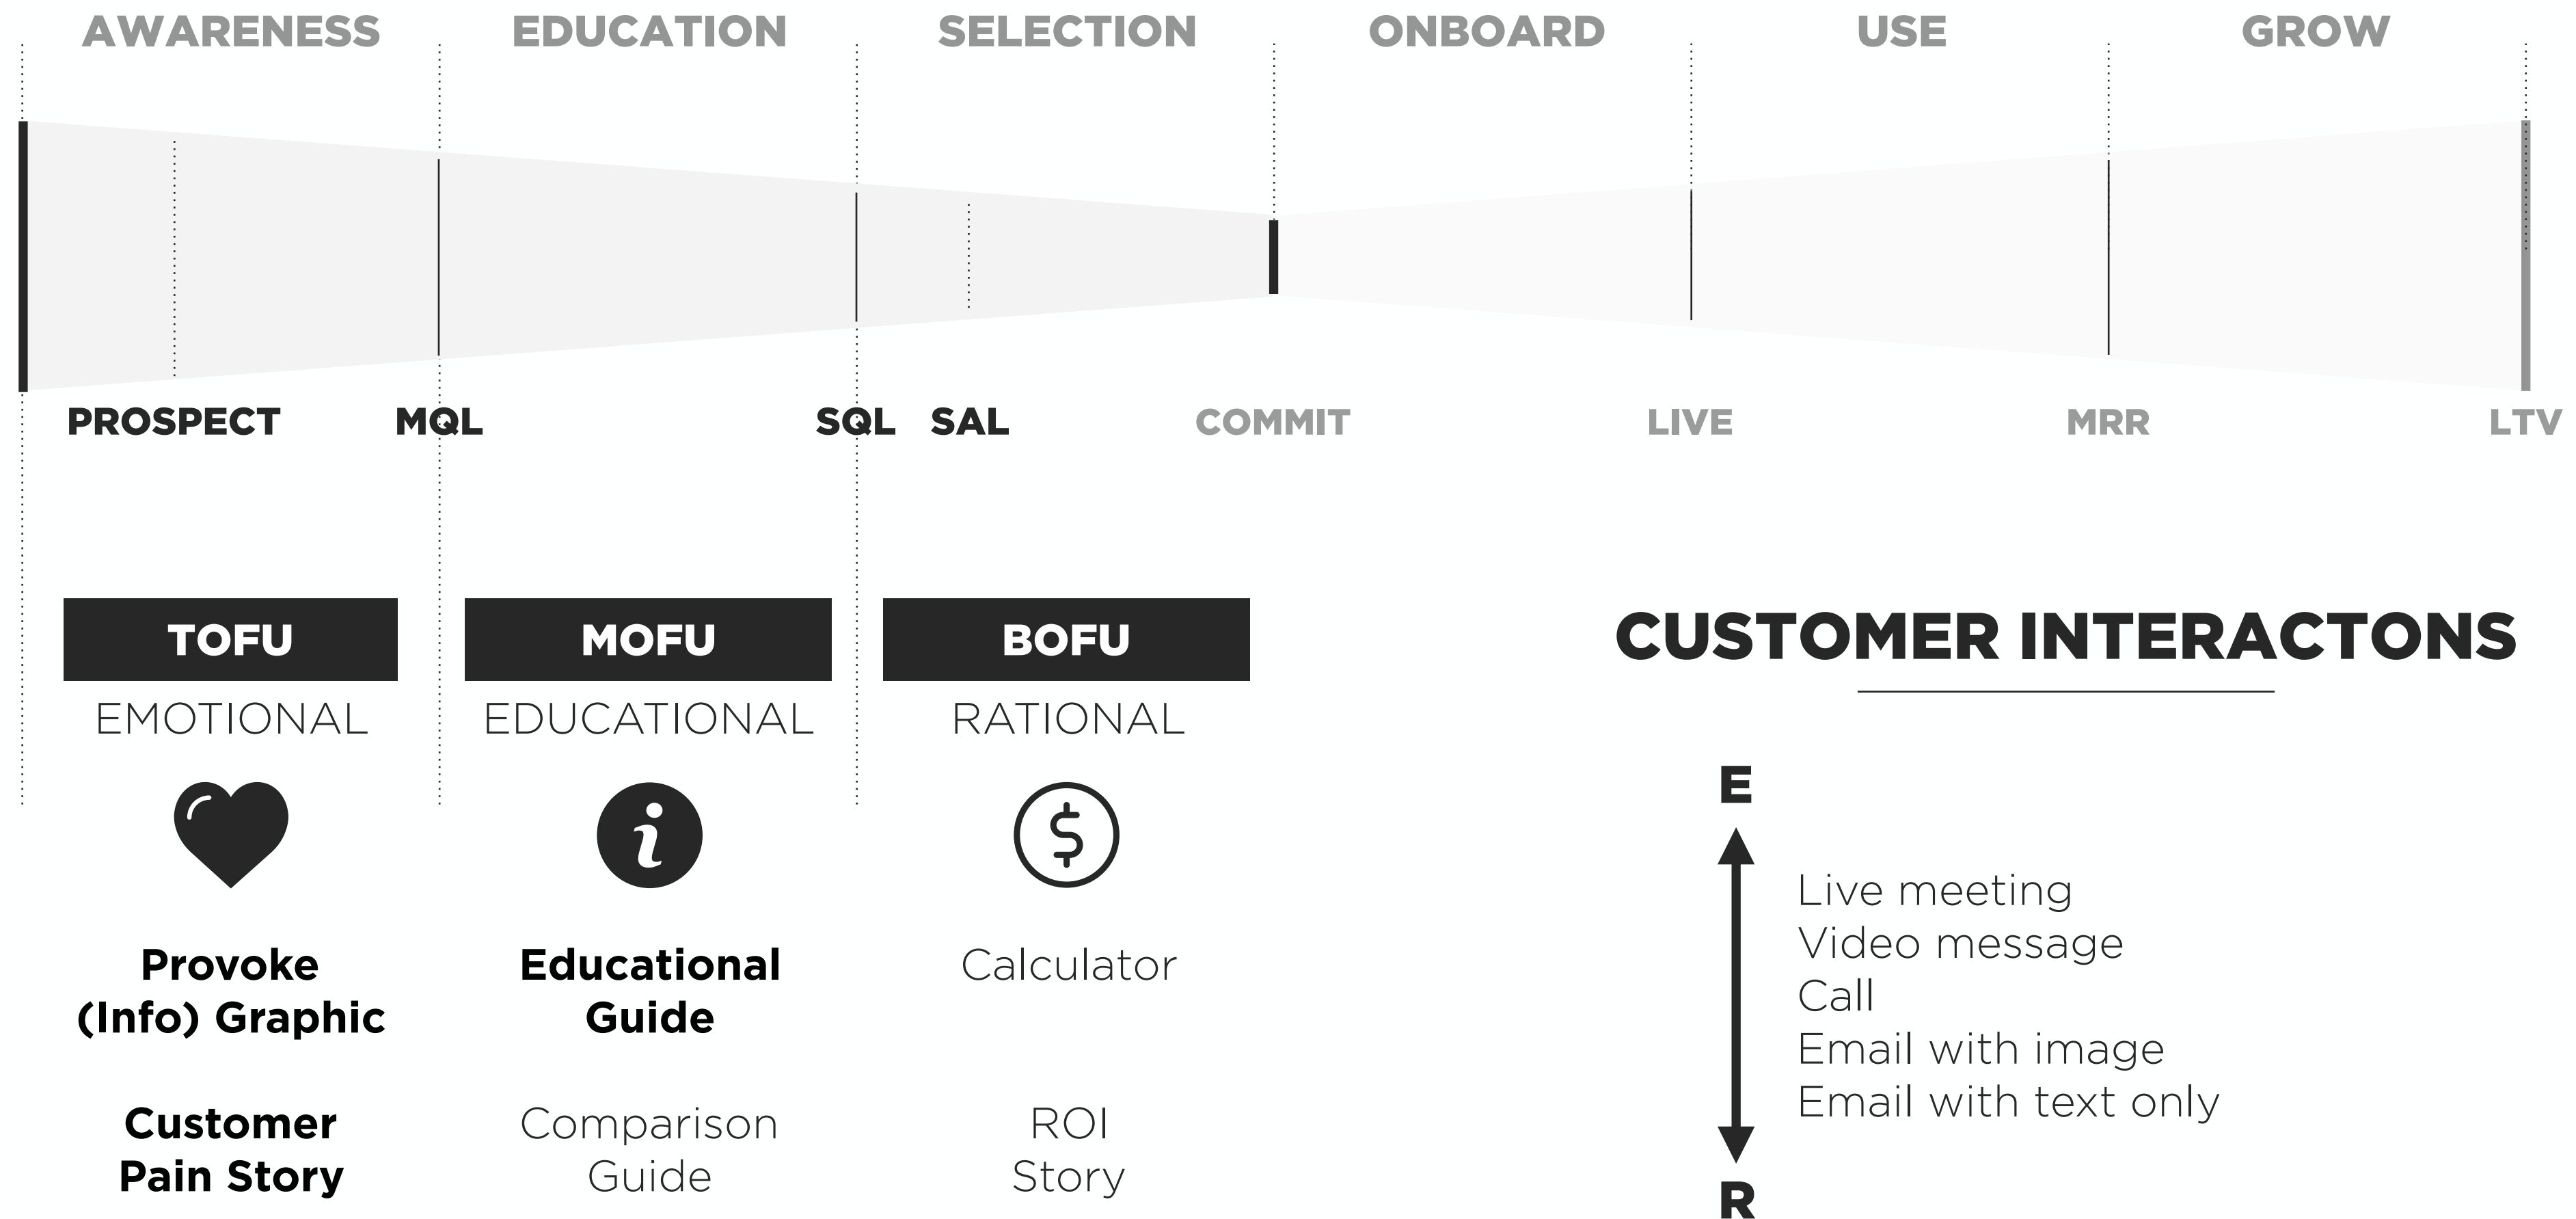 AWARENESS
EDUCATION
SELECTION
ONBOARD
USE
GROW
PROSPECT
MQL
SQL
SAL
COMMIT
LIVE
MRR
LTV
TOFU
EMOTIONAL
Provoke
(Info) Graphic
Customer
Pain Story
MOFU
EDUCATIONAL
i
Educational
Guide
Comparison
Guide
BOFU
RATIONAL
$
Calculator
ROI
Story
CUSTOMER INTERACTONS
E
Live meeting
Video message
Call
Email with image
Email with text only
R